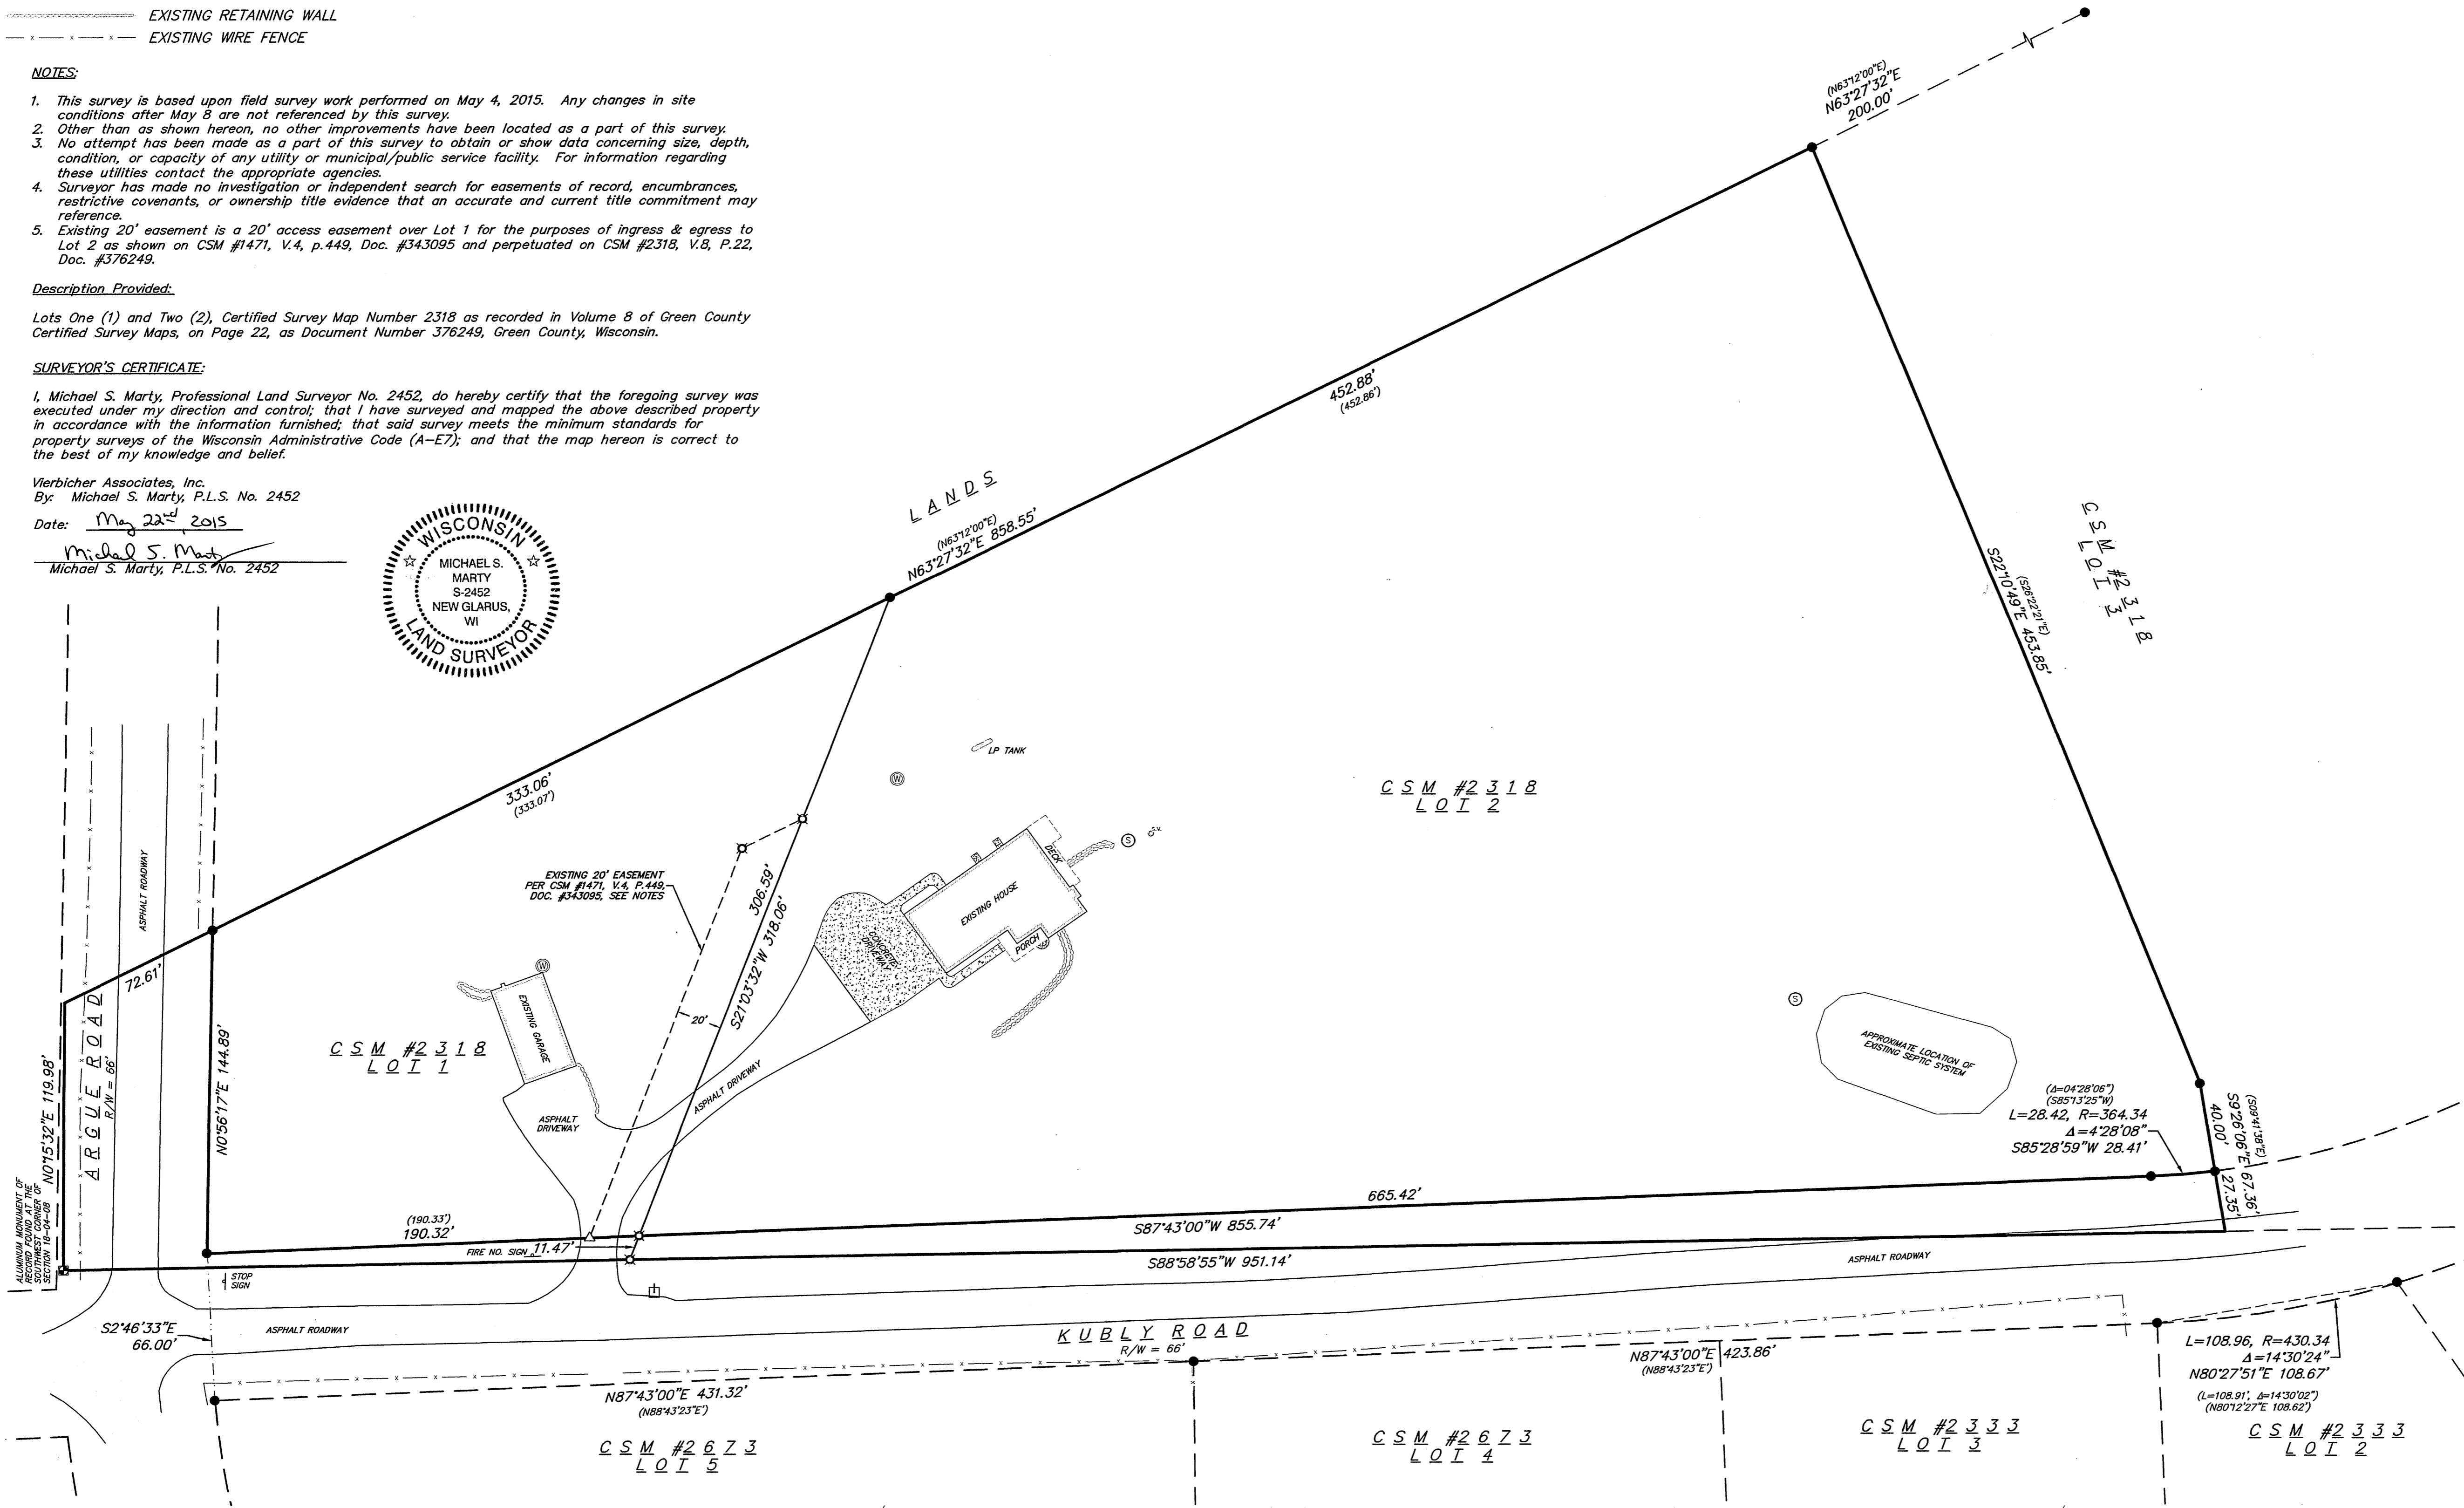 EXISTING RETAINING WALL
EXISTING WIRE FENCE
NOTES:
1. This survey is based upon field survey work performed on May 4, 2015. Any changes in site
conditions after May 8 are not referenced by this survey.
2. Other than as shown hereon, no other improvements have been located as a part of this survey.
3. No attempt has been made as a part of this survey to obtain or show data concerning size, depth,
condition, or capacity of any utility or municipal/public service facility. For information regarding
these utilities contact the appropriate agencies.
4. Surveyor has made no investigation or independent search for easements of record, encumbrances,
restrictive covenants, or ownership title evidence that an accurate and current title commitment may
reference.
5. Existing 20' easement is a 20' access easement over Lot 1 for the purposes of ingress & egress to
Lot 2 as shown on CSM #1471, V.4, p.449, Doc. #343095 and perpetuated on CSM #2318, V.8, P.22,
Doc. #376249.
Description Provided:
Lots One (1) and Two (2), Certified Survey Map Number 2318 as recorded in Volume 8 of Green County
Certified Survey Maps, on Page 22, as Document Number 376249, Green County, Wisconsin.
SURVEYOR'S CERTIFICATE:
I, Michael S. Marty, Professional Land Surveyor No. 2452, do hereby certify that the foregoing survey was
executed under my direction and control; that I have surveyed and mapped the above described property
in accordance with the information furnished; that said survey meets the minimum standards for
property surveys of the Wisconsin Administrative Code (A-E7); and that the map hereon is correct to
the best of my knowledge and belief.
Vierbicher Associates, Inc.
By: Michael S. Marty, P.L.S. No. 2452
Date: May 22nd, 2015
Michael S. Marty
Michael S. Marty, P.L.S. No. 2452
WISCONSIN
MICHAEL S.
MARTY
S-2452
NEW GLARUS,
WI
LAND SURVEYOR
(N63°12'00"E)
N63°27'32"E
200.00'
452.88'
(452.86')
LANDS
(N63°12'00"E)
N63°27'32"E 858.55'
CSM #2318
LOT 3
(S26°22'21"E)
S22°10'49"E 453.85'
333.06'
(333.07')
LP TANK
W
CSM #2318
LOT 2
S
S.V.
DECK
EXISTING HOUSE
PORCH
CONCRETE
DRIVEWAY
EXISTING 20' EASEMENT
PER CSM #1471, V.4, P.449,
DOC. #343095, SEE NOTES
306.59'
S21°03'32"W 318.06'
20'
ASPHALT ROADWAY
72.61'
W
EXISTING GARAGE
CSM #2318
LOT 1
ARGUE ROAD
R/W = 66'
N0°15'32"E 119.98'
N0°56'17"E 144.89'
ASPHALT DRIVEWAY
ASPHALT
DRIVEWAY
S
APPROXIMATE LOCATION OF
EXISTING SEPTIC SYSTEM
(Δ=04°28'06")
(S85°13'25"W)
L=28.42, R=364.34
Δ=4°28'08"
S85°28'59"W 28.41'
(S09°41'38"E)
S9°26'06"E 67.36'
40.00'
27.35'
ALUMINUM MONUMENT OF
RECORD FOUND AT THE
SOUTHWEST CORNER OF
SECTION 18-04-08
(190.33')
190.32'
FIRE NO. SIGN
11.47'
665.42'
S87°43'00"W 855.74'
S88°58'55"W 951.14'
ASPHALT ROADWAY
STOP
SIGN
S2°46'33"E
66.00'
ASPHALT ROADWAY
KUBLY ROAD
R/W = 66'
N87°43'00"E 431.32'
(N88°43'23"E')
N87°43'00"E 423.86'
(N88°43'23"E')
L=108.96, R=430.34
Δ=14°30'24"
N80°27'51"E 108.67'
(L=108.91', Δ=14°30'02")
(N80°12'27"E 108.62')
CSM #2673
LOT 5
CSM #2673
LOT 4
CSM #2333
LOT 3
CSM #2333
LOT 2